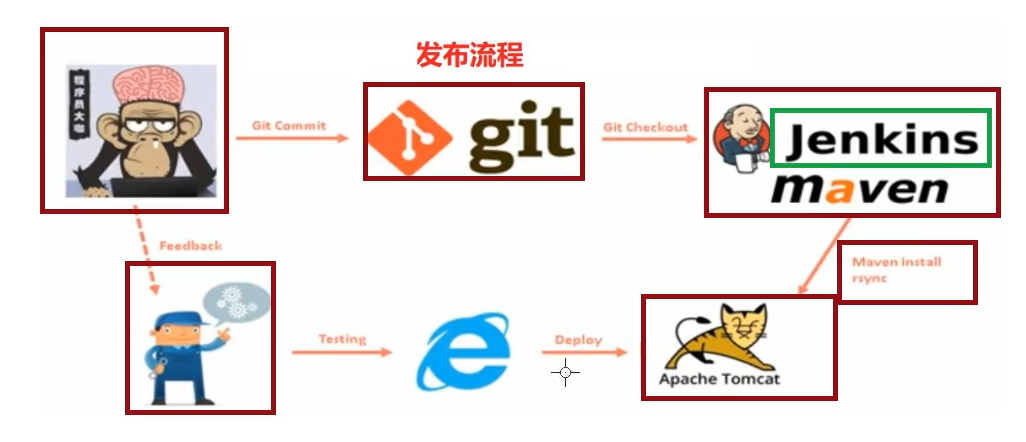 发布流程
程序员大咖
Git Commit
git
Git Checkout
Jenkins
maven
Feedback
Maven install
rsync
Testing
Deploy
Apache Tomcat